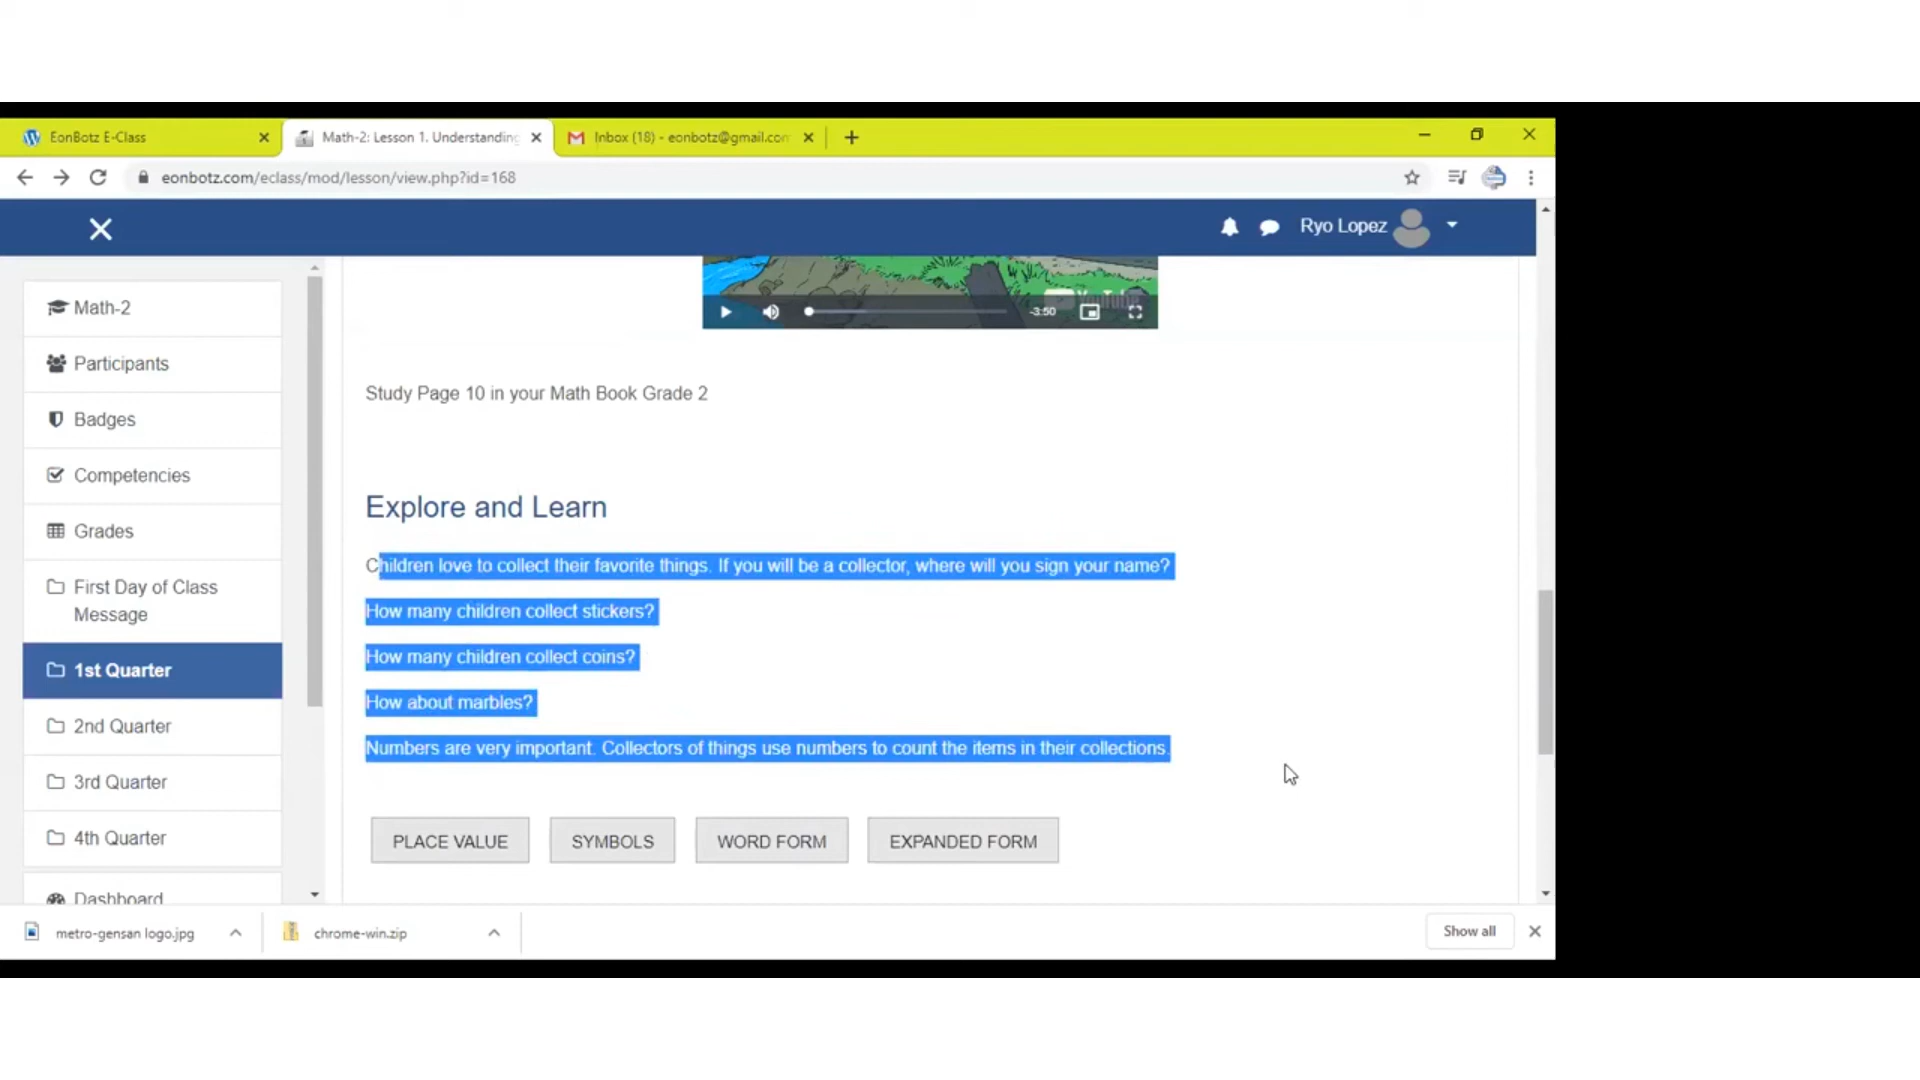 EonBotz E-Class
Math-2: Lesson 1. Understanding
Inbox (18) - eonbotz@gmail.com
eonbotz.com/eclass/mod/lesson/view.php?id=168
Ryo Lopez
Math-2
Participants
Badges
Competencies
Grades
First Day of Class
Message
1st Quarter
2nd Quarter
3rd Quarter
4th Quarter
Dashboard
YouTube
-3:50
Study Page 10 in your Math Book Grade 2
Explore and Learn
Children love to collect their favorite things. If you will be a collector, where will you sign your name?
How many children collect stickers?
How many children collect coins?
How about marbles?
Numbers are very important. Collectors of things use numbers to count the items in their collections.
PLACE VALUE
SYMBOLS
WORD FORM
EXPANDED FORM
metro-gensan logo.jpg
chrome-win.zip
Show all